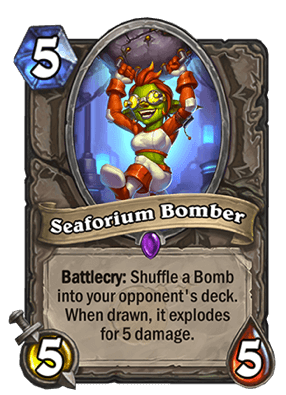 5
Seaforium Bomber
Battlecry: Shuffle a Bomb
into your opponent's deck.
When drawn, it explodes
for 5 damage.
5 5